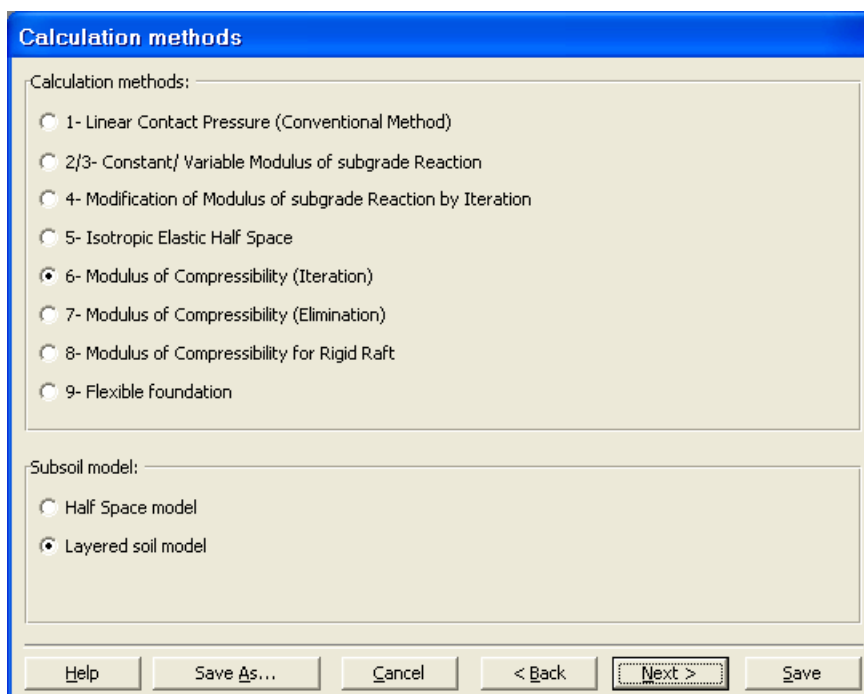 Calculation methods
Calculation methods:
1- Linear Contact Pressure (Conventional Method)
2/3- Constant/ Variable Modulus of subgrade Reaction
4- Modification of Modulus of subgrade Reaction by Iteration
5- Isotropic Elastic Half Space
6- Modulus of Compressibility (Iteration)
7- Modulus of Compressibility (Elimination)
8- Modulus of Compressibility for Rigid Raft
9- Flexible foundation
Subsoil model:
Half Space model
Layered soil model
Help Save As... Cancel < Back Next > Save